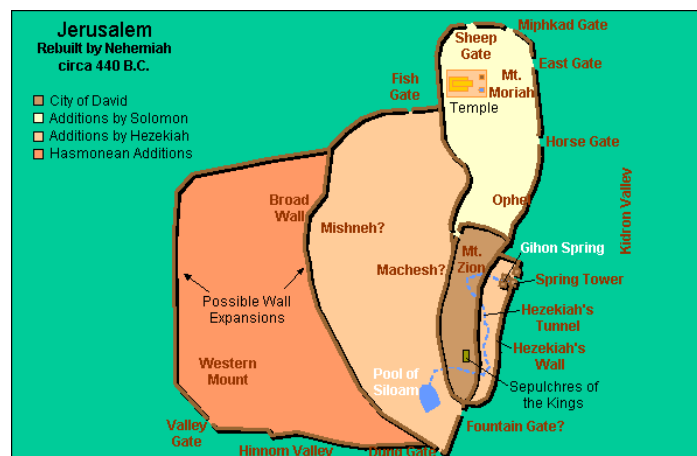 Jerusalem
Rebuilt by Nehemiah
circa 440 B.C.
City of David
Additions by Solomon
Additions by Hezekiah
Hasmonean Additions
Miphkad Gate
Sheep
Gate
East Gate
Mt.
Moriah
Fish
Gate
Temple
Horse Gate
Kidron Valley
Ophel
Broad
Wall
Mishneh?
Gihon Spring
Mt.
Zion
Machesh?
Spring Tower
Possible Wall
Expansions
Hezekiah's
Tunnel
Hezekiah's
Wall
Western
Mount
Pool of
Siloam
Sepulchres of
the Kings
Valley
Gate
Fountain Gate?
Hinnom Valley
Dung Gate